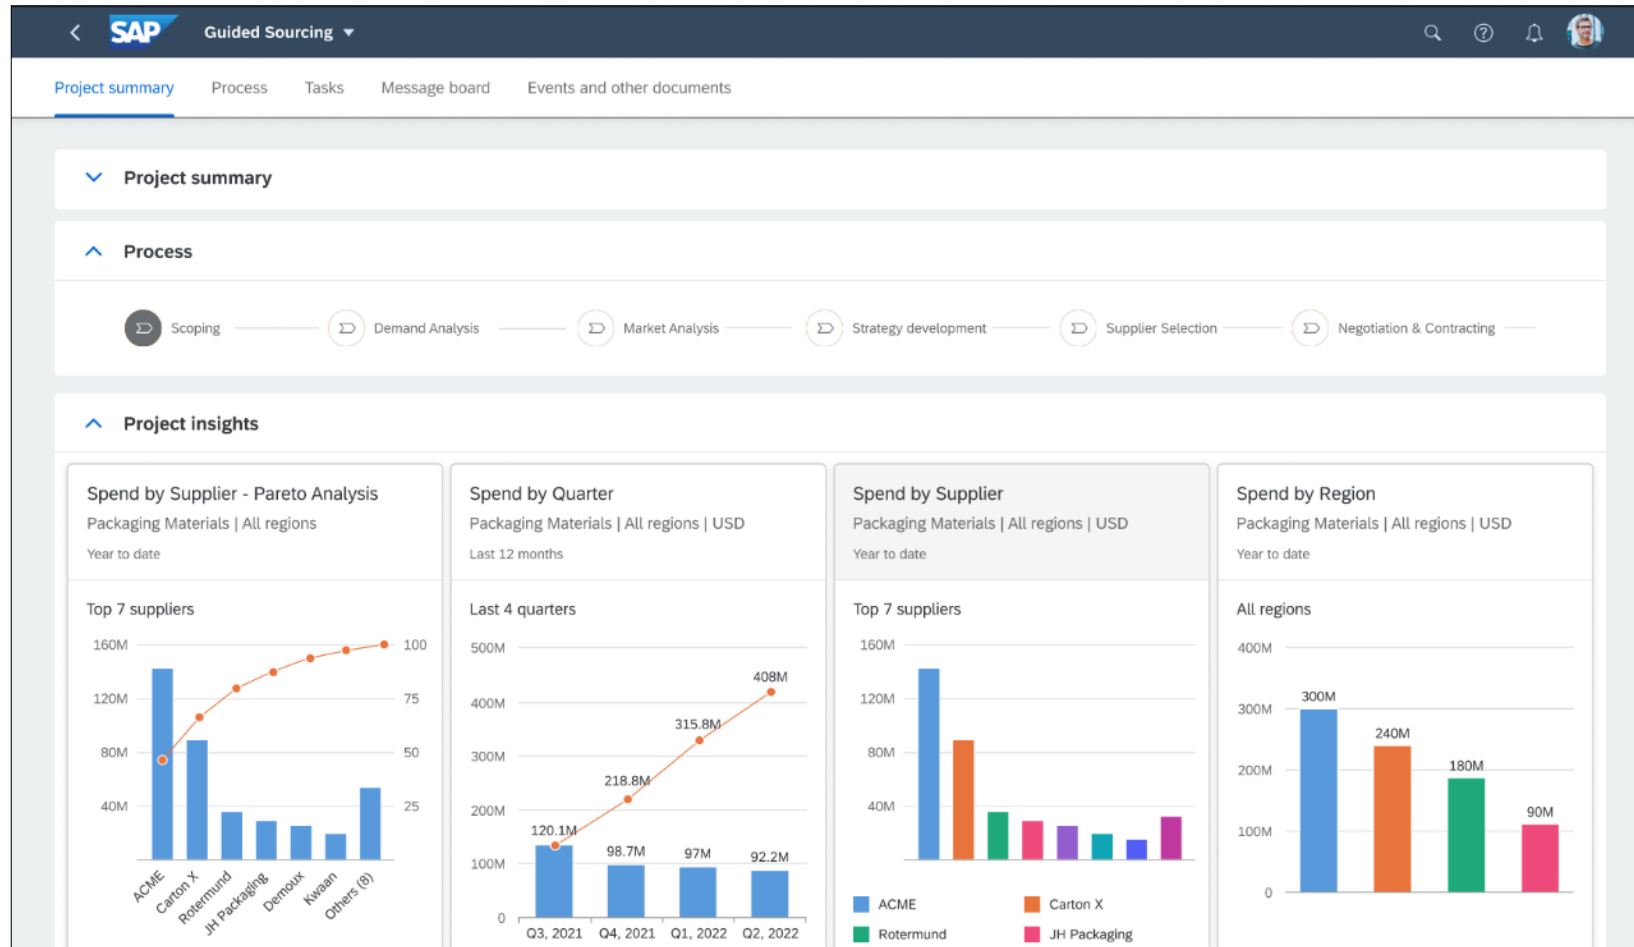 SAP Guided Sourcing
Project summary Process Tasks Message board Events and other documents
Project summary
Process
Scoping Demand Analysis Market Analysis Strategy development Supplier Selection Negotiation & Contracting
Project insights
Spend by Supplier - Pareto Analysis
Packaging Materials | All regions
Year to date
Top 7 suppliers
160M 100
120M 75
80M 50
40M 25
ACME Carton X Rotermund JH Packaging Demoux Kwaan Others (8)
Spend by Quarter
Packaging Materials | All regions | USD
Last 12 months
Last 4 quarters
500M
408M
400M
315.8M
300M
218.8M
200M
120.1M
98.7M 97M 92.2M
100M
0
Q3, 2021 Q4, 2021 Q1, 2022 Q2, 2022
Spend by Supplier
Packaging Materials | All regions | USD
Year to date
Top 7 suppliers
160M
120M
80M
40M
ACME Carton X
Rotermund JH Packaging
Spend by Region
Packaging Materials | All regions | USD
Year to date
All regions
400M
300M
300M
240M
200M
180M
90M
100M
0